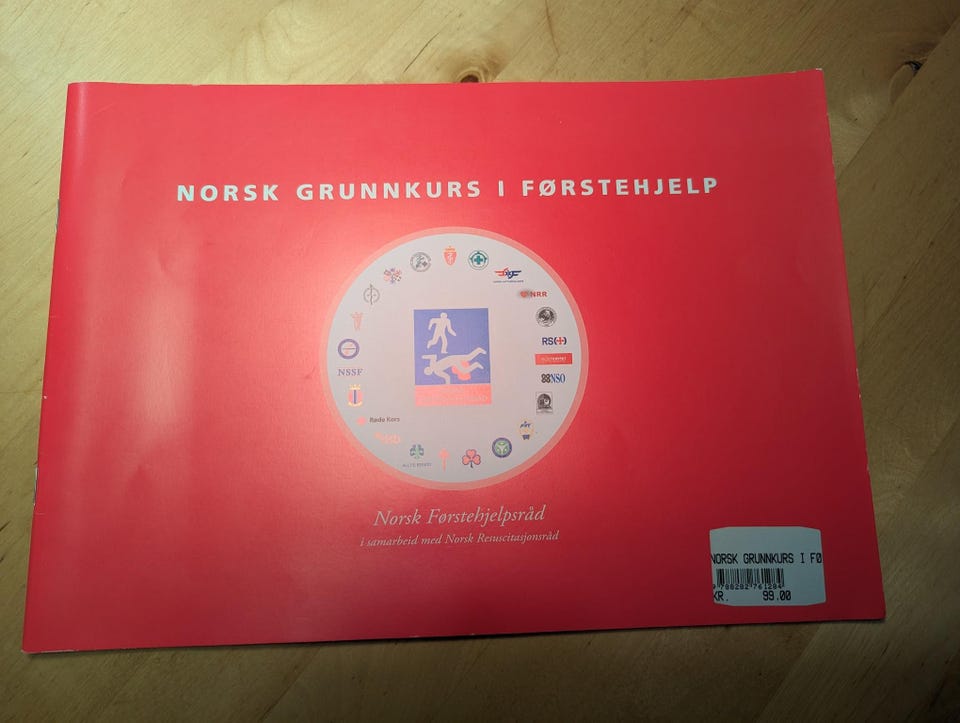 NORSK GRUNNKURS I FØRSTEHJELP
NRR
RS
NSO
NSSF
Røde Kors
Norsk Førstehjelpsråd
i samarbeid med Norsk Resuscitasjonsråd
NORSK GRUNNKURS I FØ
9788282761284
KR. 99.00